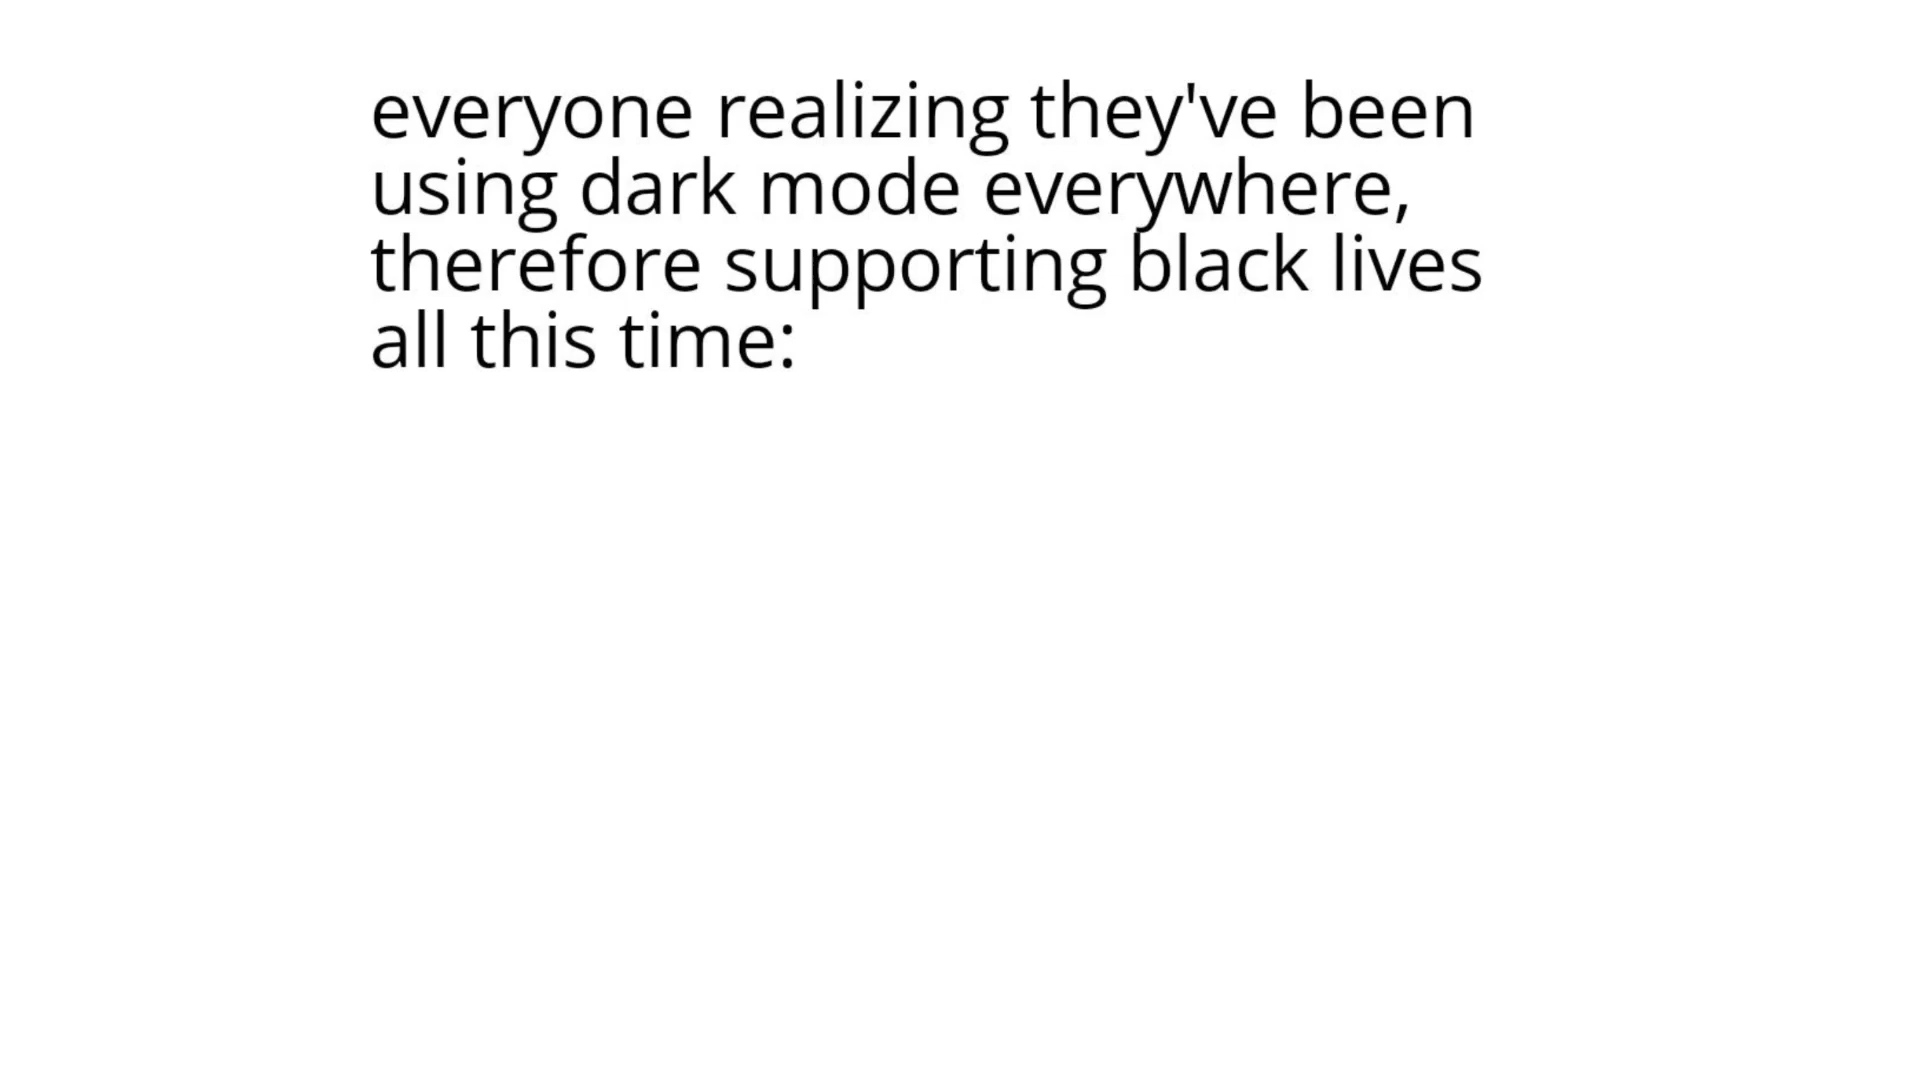 everyone realizing they've been
using dark mode everywhere,
therefore supporting black lives
all this time: